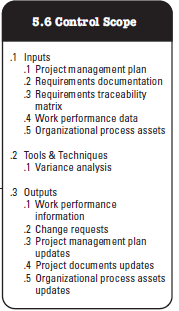 5.6 Control Scope
.1 Inputs
.1 Project management plan
.2 Requirements documentation
.3 Requirements traceability
matrix
.4 Work performance data
.5 Organizational process assets
.2 Tools & Techniques
.1 Variance analysis
.3 Outputs
.1 Work performance
information
.2 Change requests
.3 Project management plan
updates
.4 Project documents updates
.5 Organizational process assets
updates